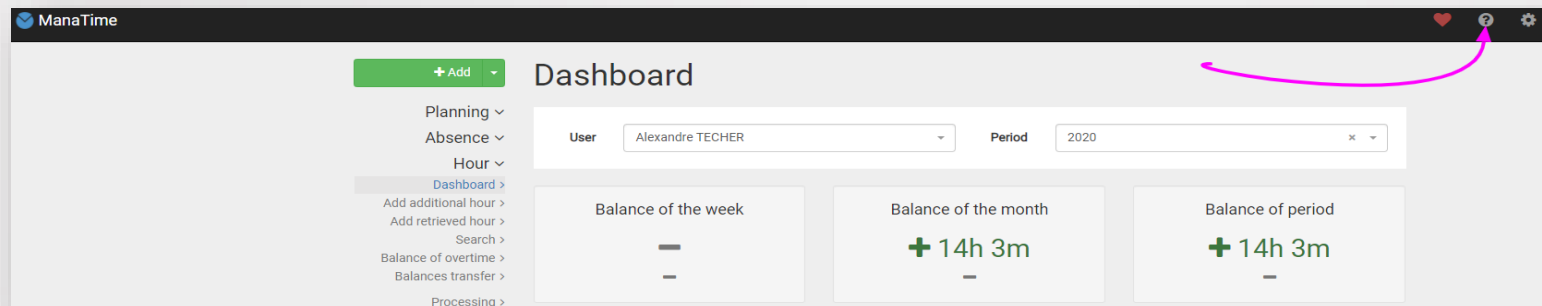 ManaTime
+ Add
Dashboard
Planning
Absence
User Alexandre TECHER Period 2020
Hour
Dashboard >
Add additional hour >
Add retrieved hour >
Search >
Balance of overtime >
Balances transfer >
Processing >
Balance of the week
–
–
Balance of the month
+ 14h 3m
–
Balance of period
+ 14h 3m
–